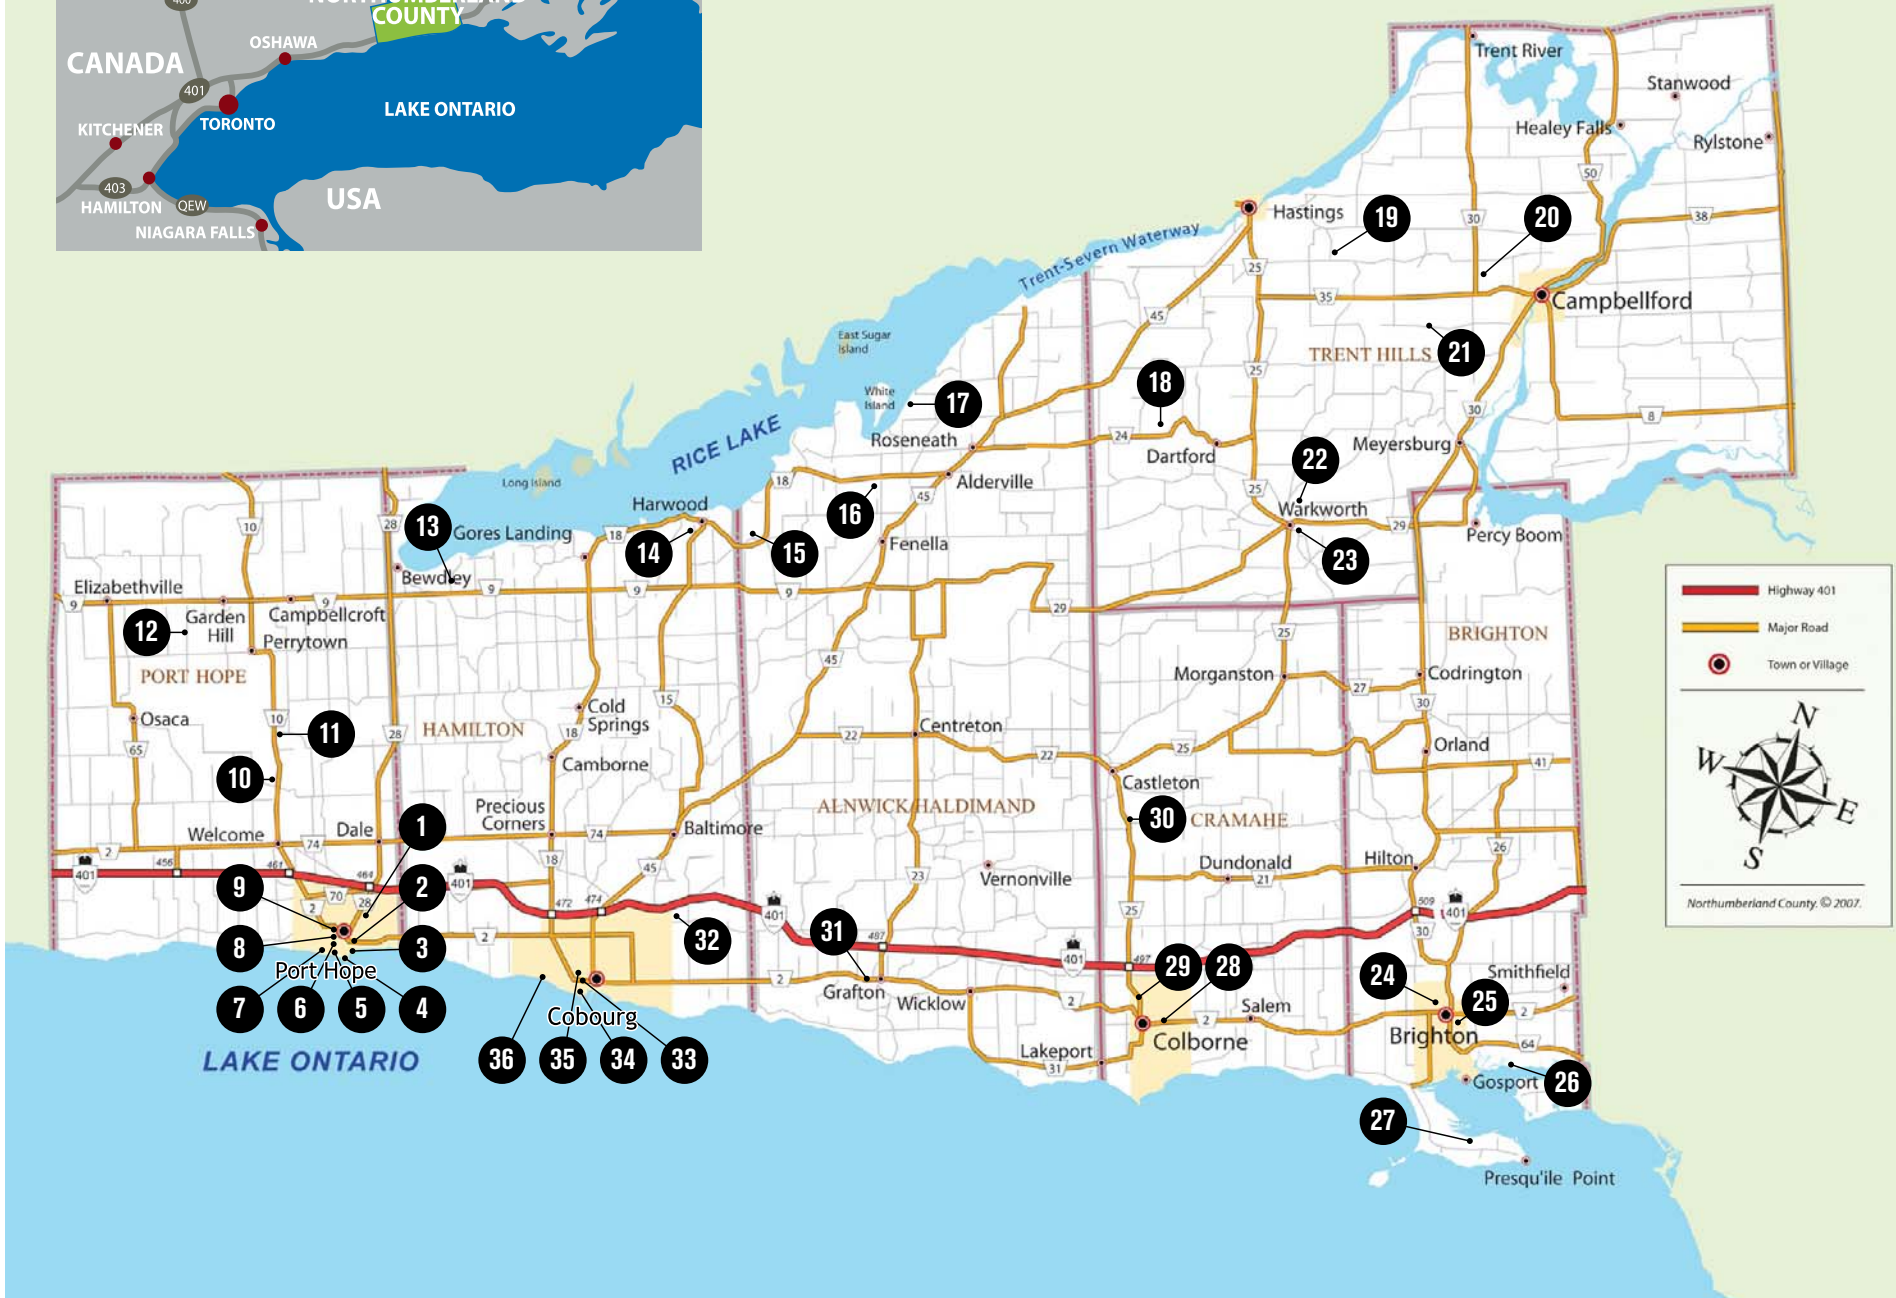 400
NORTHUMBERLAND
COUNTY
CANADA
OSHAWA
401
TORONTO
LAKE ONTARIO
KITCHENER
403
HAMILTON
QEW
NIAGARA FALLS
USA
Trent River
Stanwood
Healey Falls
Rylstone
50
Hastings
19
30
20
38
Trent-Severn Waterway
25
35
Campbellford
45
East Sugar
Island
TRENT HILLS
21
25
18
White
Island
17
30
8
Roseneath
24
Dartford
Meyersburg
RICE LAKE
22
Long Island
18
Alderville
45
16
25
Warkworth
29
Harwood
10
28
13
Gores Landing
18
14
15
Fenella
23
Percy Boom
Bewdley
Elizabethville
9
9
9
9
9
29
Garden
Hill
Campbellcroft
12
Perrytown
25
BRIGHTON
Highway 401
Major Road
Town or Village
N
W
E
S
Northumberland County. © 2007.
45
PORT HOPE
Morganston
27
Codrington
30
Osaca
10
11
28
HAMILTON
Cold
Springs
18
15
22
Centreton
22
25
Orland
41
65
10
Camborne
Castleton
Precious
Corners
ALNWICK/HALDIMAND
30
CRAMAHE
Welcome
74
Dale
1
74
Baltimore
2
26
401
456
461
464
401
18
45
23
Vernonville
Dundonald
21
Hilton
9
70
2
28
2
472
474
401
25
509
401
30
8
2
3
32
31
487
401
497
29
28
24
Smithfield
Port Hope
2
Grafton
Wicklow
2
25
2
7
6
5
4
Cobourg
Salem
2
Brighton
64
LAKE ONTARIO
36
35
34
33
Lakeport
31
Colborne
Gosport
26
27
Presqu'ile Point